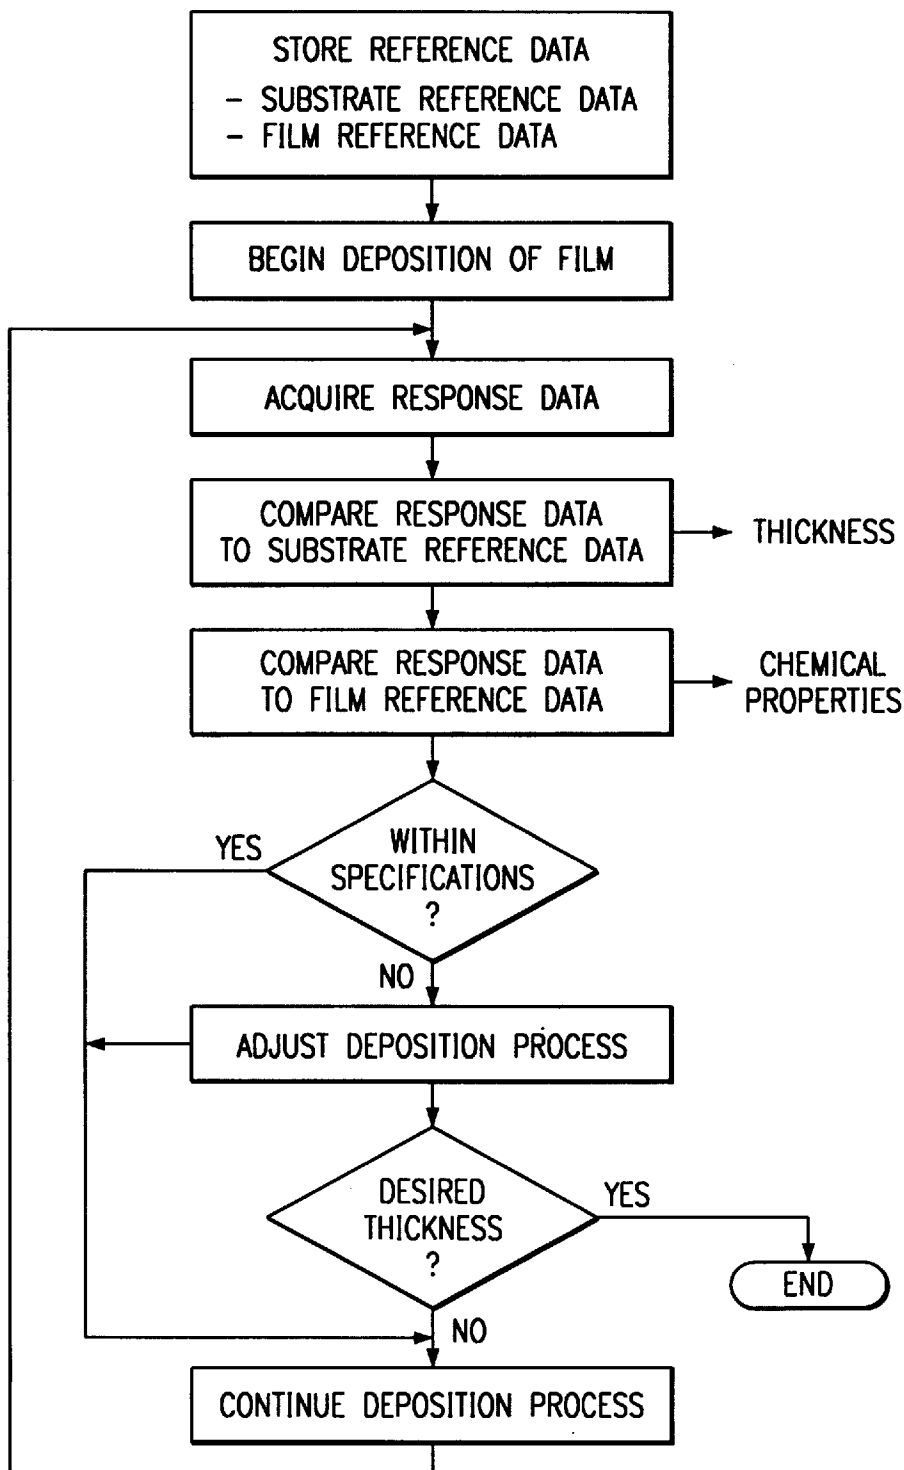 STORE REFERENCE DATA
- SUBSTRATE REFERENCE DATA
- FILM REFERENCE DATA
BEGIN DEPOSITION OF FILM
ACQUIRE RESPONSE DATA
COMPARE RESPONSE DATA
TO SUBSTRATE REFERENCE DATA
THICKNESS
COMPARE RESPONSE DATA
TO FILM REFERENCE DATA
CHEMICAL
PROPERTIES
YES
WITHIN
SPECIFICATIONS
?
NO
ADJUST DEPOSITION PROCESS
DESIRED
THICKNESS
?
YES
END
NO
CONTINUE DEPOSITION PROCESS